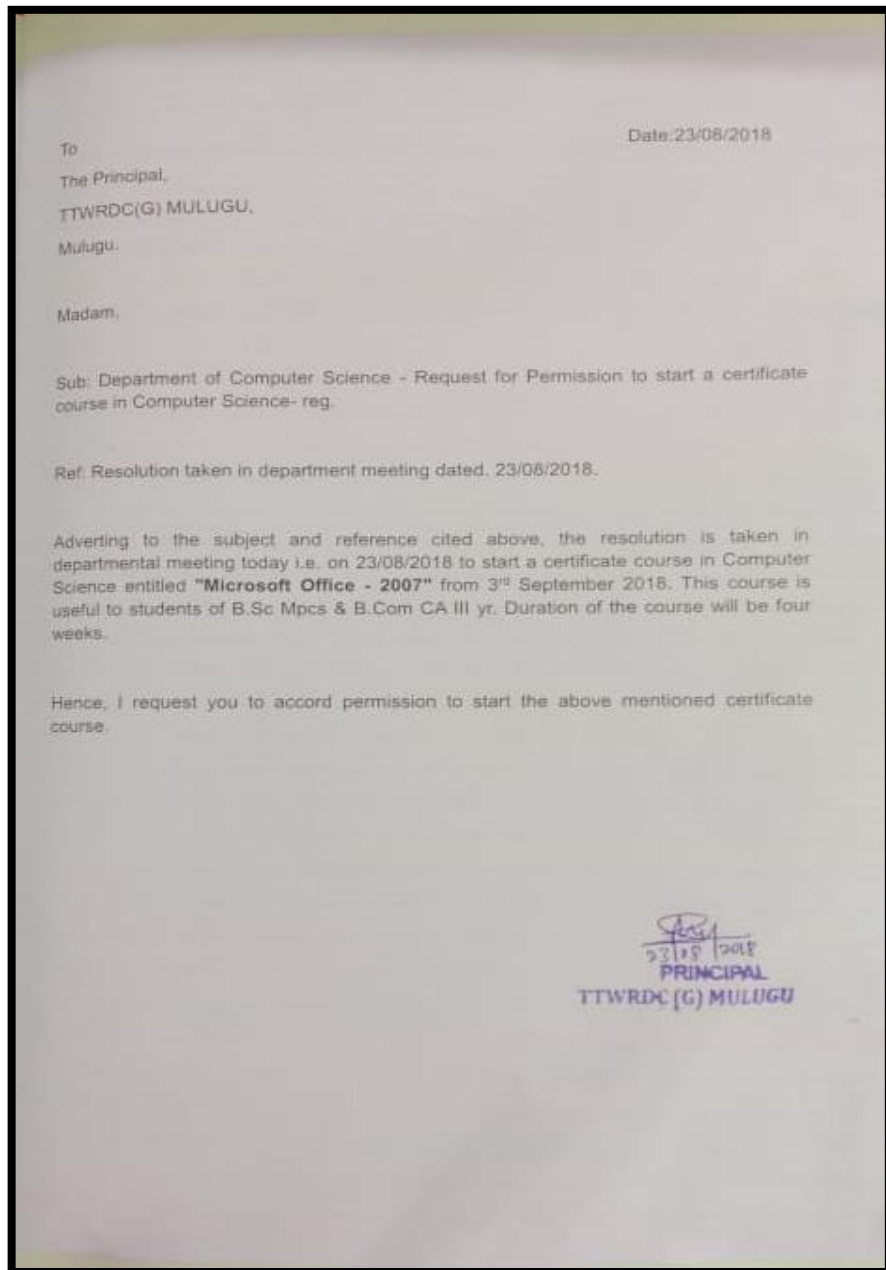 Date:23/08/2018
To
The Principal,
TTWRDC(G) MULUGU,
Mulugu.
Madam,
Sub: Department of Computer Science - Request for Permission to start a certificate
course in Computer Science- reg.
Ref: Resolution taken in department meeting dated. 23/08/2018.
Adverting to the subject and reference cited above, the resolution is taken in
departmental meeting today i.e. on 23/08/2018 to start a certificate course in Computer
Science entitled "Microsoft Office - 2007" from 3rd September 2018. This course is
useful to students of B.Sc Mpcs & B.Com CA III yr. Duration of the course will be four
weeks.
Hence, I request you to accord permission to start the above mentioned certificate
course.
23/08/2018
PRINCIPAL
TTWRDC (G) MULUGU